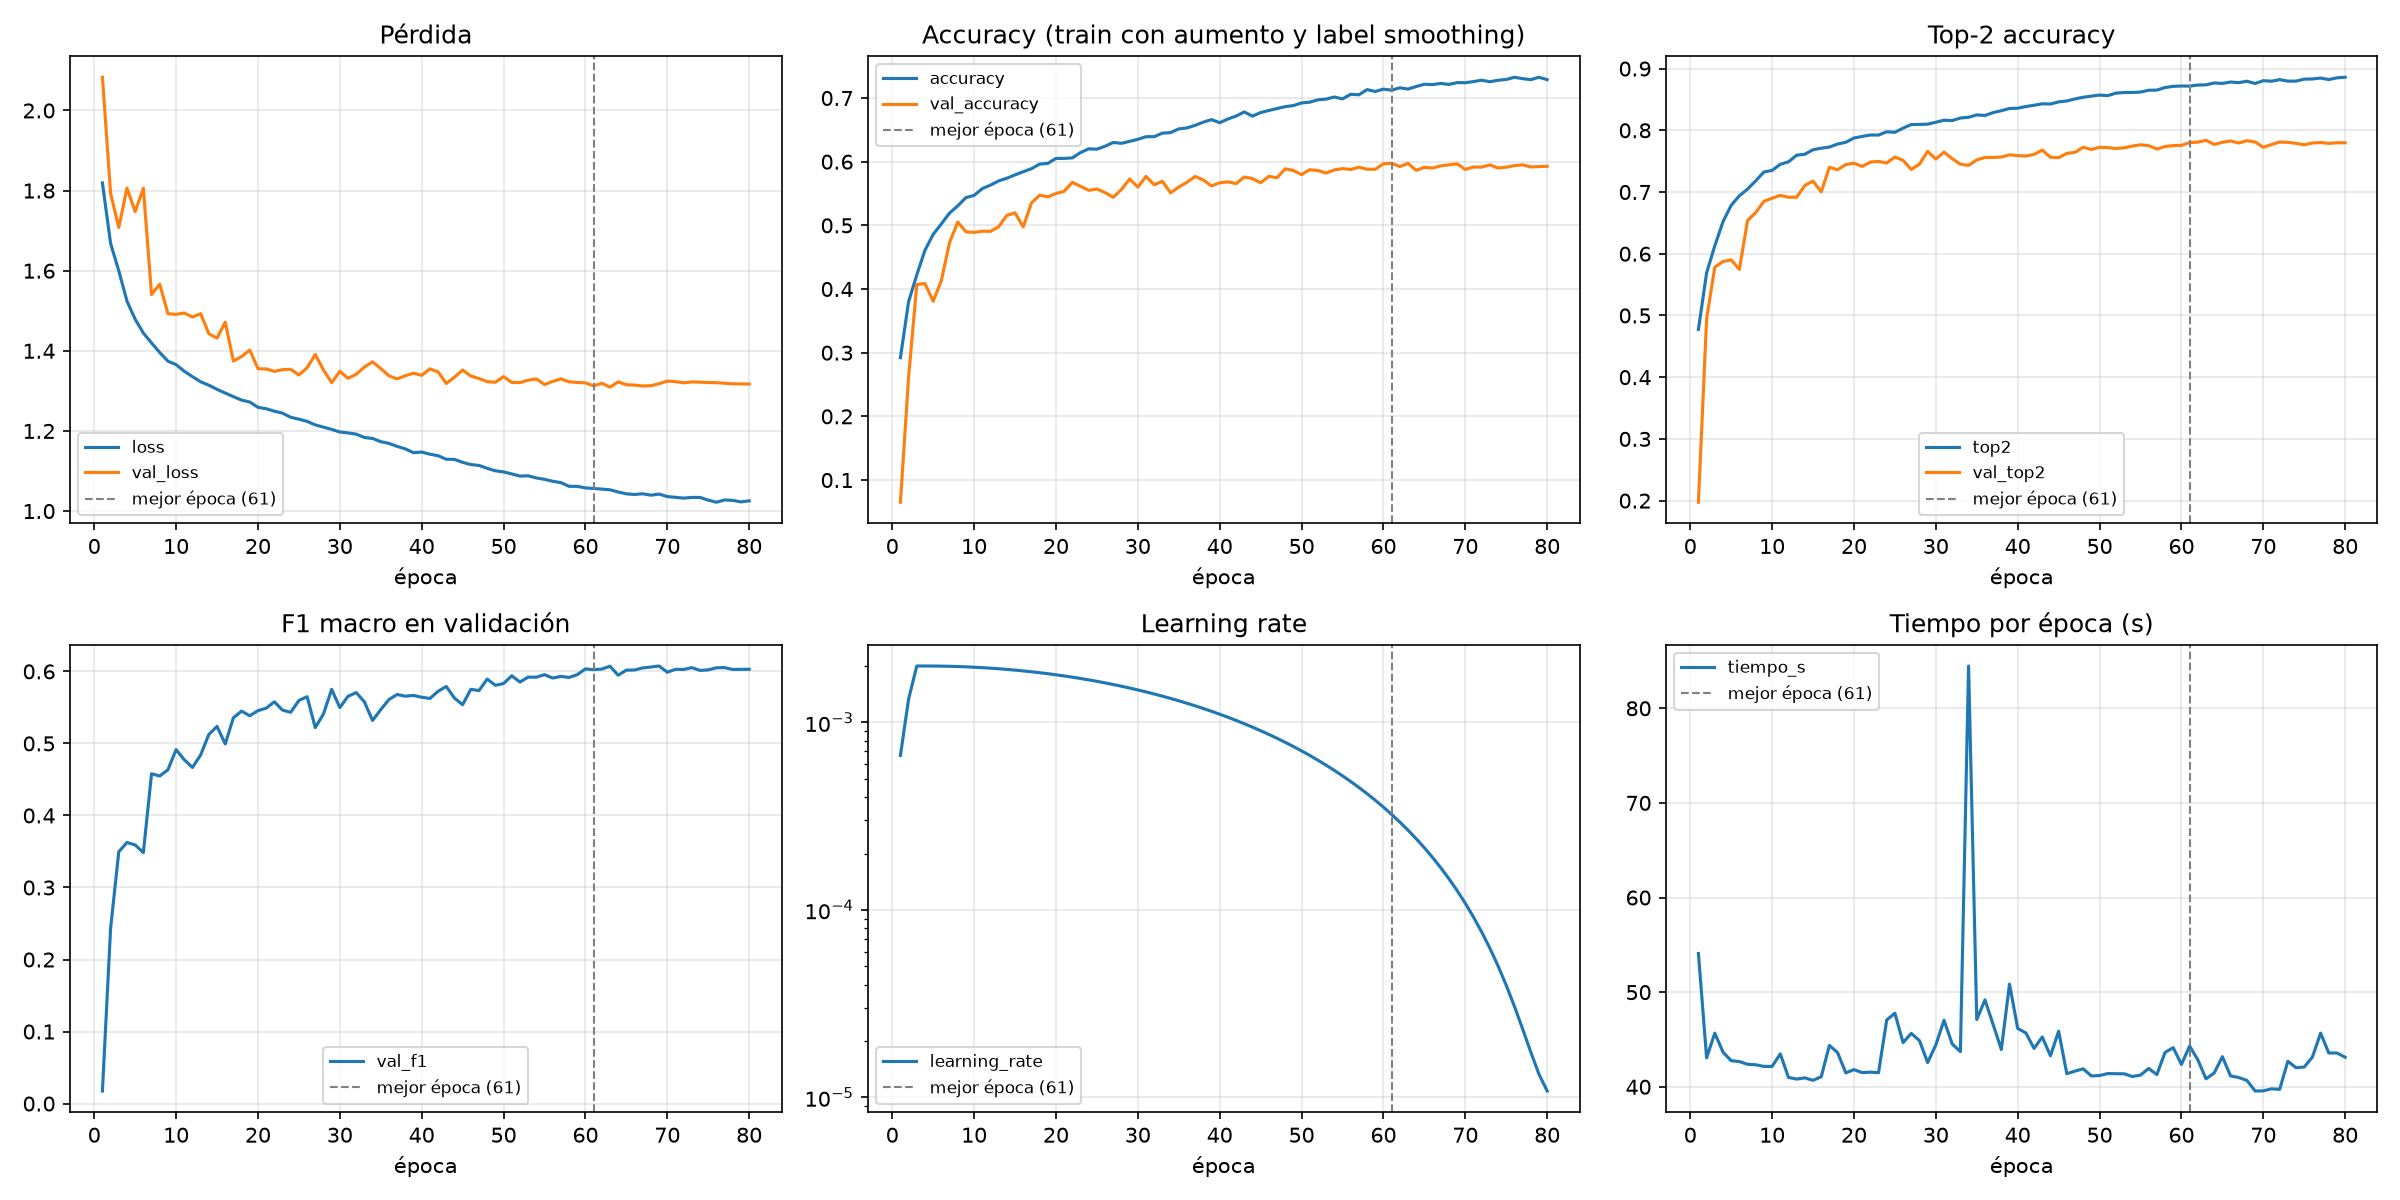 Pérdida
2.0
1.8
1.6
1.4
1.2
1.0
loss
val_loss
mejor época (61)
0 10 20 30 40 50 60 70 80
época
Accuracy (train con aumento y label smoothing)
0.7
0.6
0.5
0.4
0.3
0.2
0.1
accuracy
val_accuracy
mejor época (61)
0 10 20 30 40 50 60 70 80
época
Top-2 accuracy
0.9
0.8
0.7
0.6
0.5
0.4
0.3
0.2
top2
val_top2
mejor época (61)
0 10 20 30 40 50 60 70 80
época
F1 macro en validación
0.6
0.5
0.4
0.3
0.2
0.1
0.0
val_f1
mejor época (61)
0 10 20 30 40 50 60 70 80
época
Learning rate
10⁻³
10⁻⁴
10⁻⁵
learning_rate
mejor época (61)
0 10 20 30 40 50 60 70 80
época
Tiempo por época (s)
80
70
60
50
40
tiempo_s
mejor época (61)
0 10 20 30 40 50 60 70 80
época